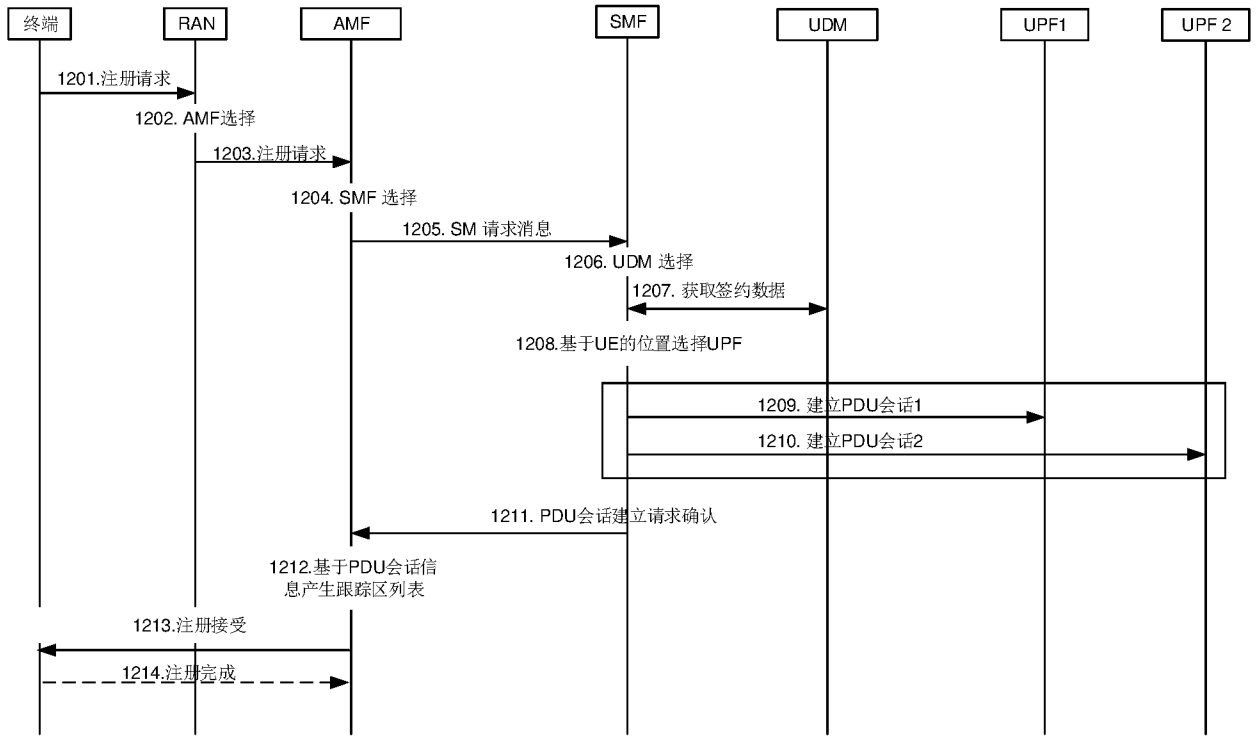 终端 RAN AMF SMF UDM UPF1 UPF 2
1201.注册请求
1202. AMF选择
1203.注册请求
1204. SMF 选择
1205. SM 请求消息
1206. UDM 选择
1207. 获取签约数据
1208.基于UE的位置选择UPF
1209. 建立PDU会话1
1210. 建立PDU会话2
1211. PDU会话建立请求确认
1212.基于PDU会话信
息产生跟踪区列表
1213.注册接受
1214.注册完成